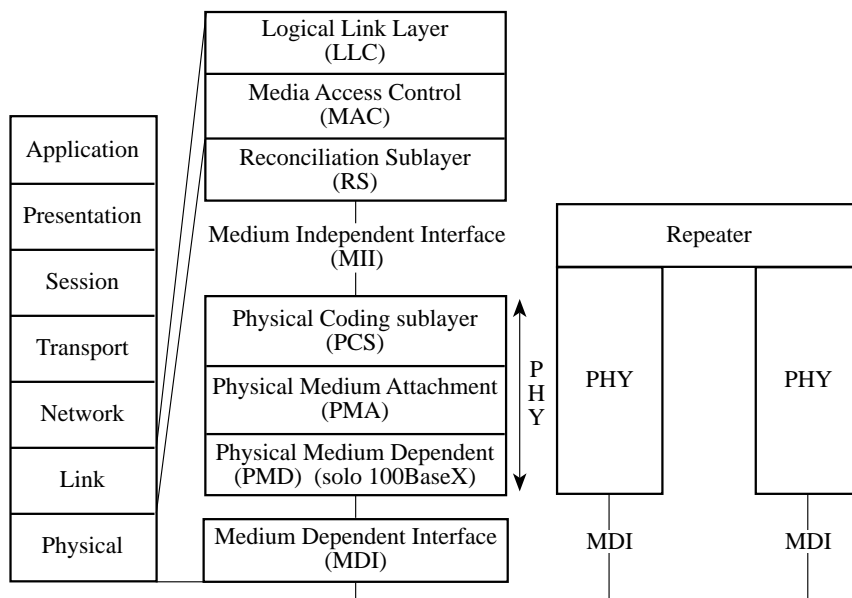 Application
Presentation
Session
Transport
Network
Link
Physical
Logical Link Layer
(LLC)
Media Access Control
(MAC)
Reconciliation Sublayer
(RS)
Medium Independent Interface
(MII)
Physical Coding sublayer
(PCS)
Physical Medium Attachment
(PMA)
Physical Medium Dependent
(PMD) (solo 100BaseX)
Medium Dependent Interface
(MDI)
P
H
Y
Repeater
PHY
PHY
MDI
MDI